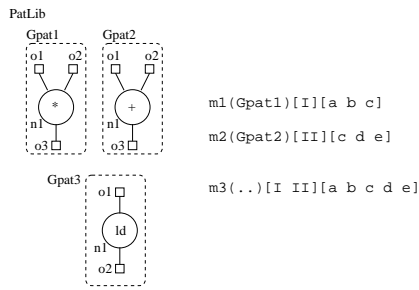 PatLib
Gpat1 Gpat2
o1 o2 o1 o2
* +
n1 n1
o3 o3
m1(Gpat1)[I][a b c]
m2(Gpat2)[II][c d e]
Gpat3
o1
m3(..)[I II][a b c d e]
ld
n1
o2